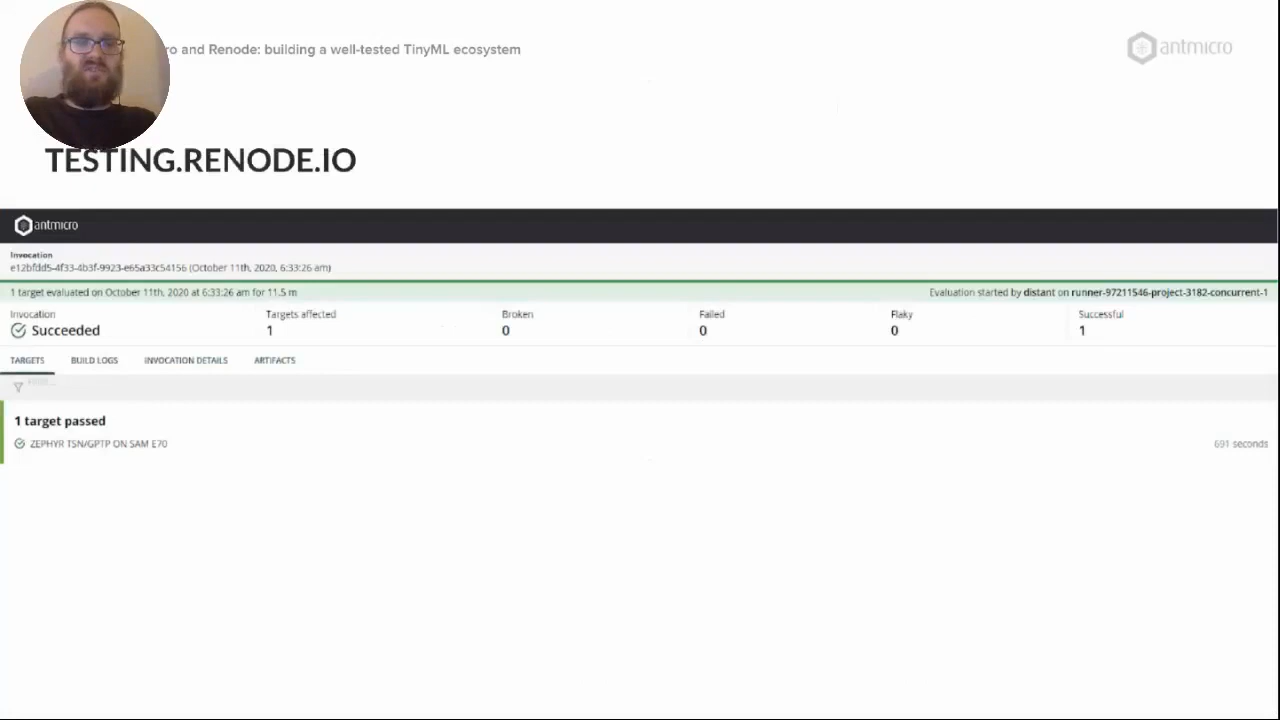 ro and Renode: building a well-tested TinyML ecosystem
antmicro
TESTING.RENODE.IO
antmicro
Invocation
e12bfdd5-4f33-4b3f-9923-e65a33c54156 (October 11th, 2020, 6:33:26 am)
1 target evaluated on October 11th, 2020 at 6:33:26 am for 11.5 m
Evaluation started by distant on runner-97211546-project-3182-concurrent-1
Invocation Targets affected Broken Failed Flaky Successful
Succeeded 1 0 0 0 1
TARGETS BUILD LOGS INVOCATION DETAILS ARTIFACTS
1 target passed
ZEPHYR TSN/GPTP ON SAM E70 691 seconds